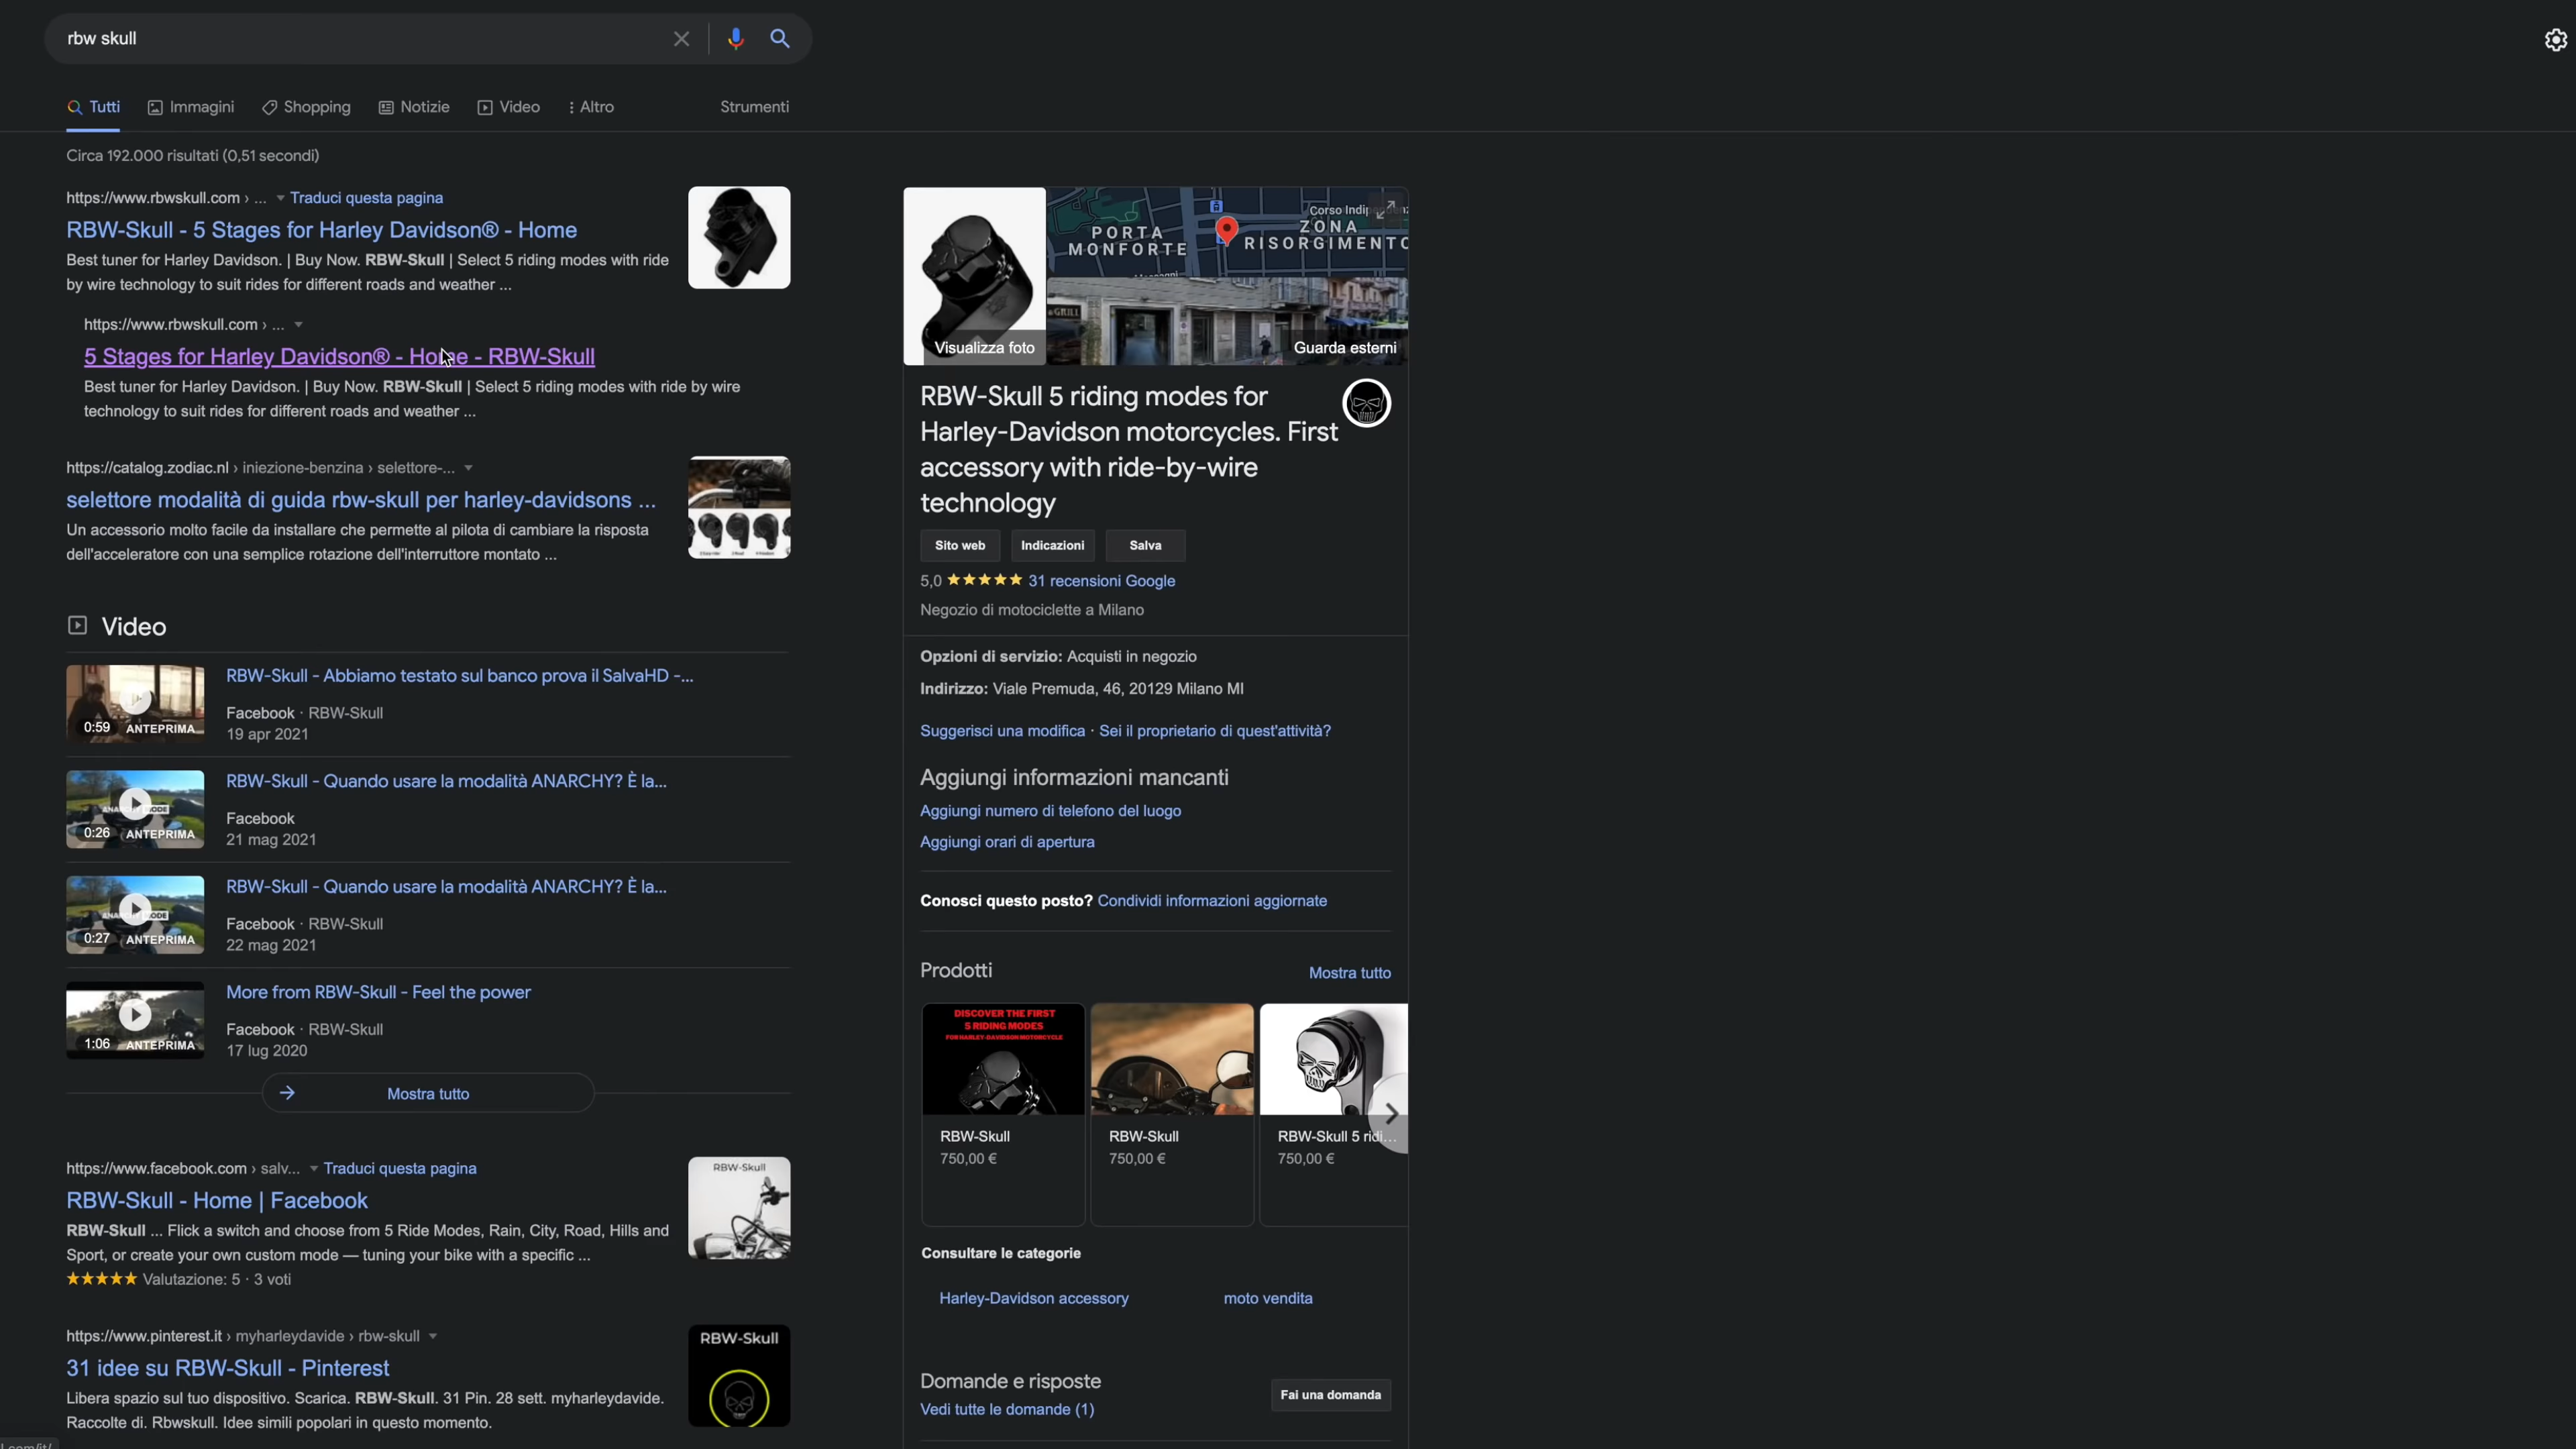 rbw skull
Tutti
Immagini
Shopping
Notizie
Video
Altro
Strumenti
Circa 192.000 risultati (0,51 secondi)
https://www.rbwskull.com › ... Traduci questa pagina
RBW-Skull - 5 Stages for Harley Davidson® - Home
Best tuner for Harley Davidson. | Buy Now. RBW-Skull | Select 5 riding modes with ride
by wire technology to suit rides for different roads and weather ...
https://www.rbwskull.com › ...
5 Stages for Harley Davidson® - Home - RBW-Skull
Best tuner for Harley Davidson. | Buy Now. RBW-Skull | Select 5 riding modes with ride by wire
technology to suit rides for different roads and weather ...
https://catalog.zodiac.nl › iniezione-benzina › selettore-...
selettore modalità di guida rbw-skull per harley-davidsons ...
Un accessorio molto facile da installare che permette al pilota di cambiare la risposta
dell'acceleratore con una semplice rotazione dell'interruttore montato ...
Video
RBW-Skull - Abbiamo testato sul banco prova il SalvaHD -...
Facebook · RBW-Skull
19 apr 2021
0:59 ANTEPRIMA
RBW-Skull - Quando usare la modalità ANARCHY? È la...
Facebook
21 mag 2021
0:26 ANTEPRIMA
RBW-Skull - Quando usare la modalità ANARCHY? È la...
Facebook · RBW-Skull
22 mag 2021
0:27 ANTEPRIMA
More from RBW-Skull - Feel the power
Facebook · RBW-Skull
17 lug 2020
1:06 ANTEPRIMA
Mostra tutto
https://www.facebook.com › salv... Traduci questa pagina
RBW-Skull - Home | Facebook
RBW-Skull ... Flick a switch and choose from 5 Ride Modes, Rain, City, Road, Hills and
Sport, or create your own custom mode — tuning your bike with a specific ...
Valutazione: 5 · 3 voti
RBW-Skull
https://www.pinterest.it › myharleydavide › rbw-skull
31 idee su RBW-Skull - Pinterest
Libera spazio sul tuo dispositivo. Scarica. RBW-Skull. 31 Pin. 28 sett. myharleydavide.
Raccolte di. Rbwskull. Idee simili popolari in questo momento.
RBW-Skull
PORTA
MONFORTE
ZONA
RISORGIMENTO
Visualizza foto
Guarda esterni
RBW-Skull 5 riding modes for
Harley-Davidson motorcycles. First
accessory with ride-by-wire
technology
Sito web
Indicazioni
Salva
5,0 31 recensioni Google
Negozio di motociclette a Milano
Opzioni di servizio: Acquisti in negozio
Indirizzo: Viale Premuda, 46, 20129 Milano MI
Suggerisci una modifica · Sei il proprietario di quest'attività?
Aggiungi informazioni mancanti
Aggiungi numero di telefono del luogo
Aggiungi orari di apertura
Conosci questo posto? Condividi informazioni aggiornate
Prodotti
Mostra tutto
DISCOVER THE FIRST
5 RIDING MODES
FOR HARLEY-DAVIDSON MOTORCYCLE
RBW-Skull
750,00 €
RBW-Skull
750,00 €
RBW-Skull 5 ridi...
750,00 €
Consultare le categorie
Harley-Davidson accessory
moto vendita
Domande e risposte
Fai una domanda
Vedi tutte le domande (1)